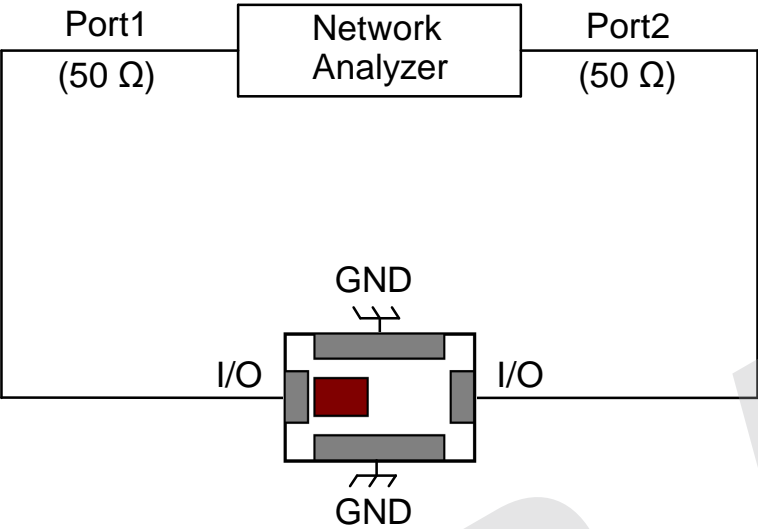 Port1
Network
Analyzer
Port2
(50 Ω)
(50 Ω)
GND
I/O
I/O
GND